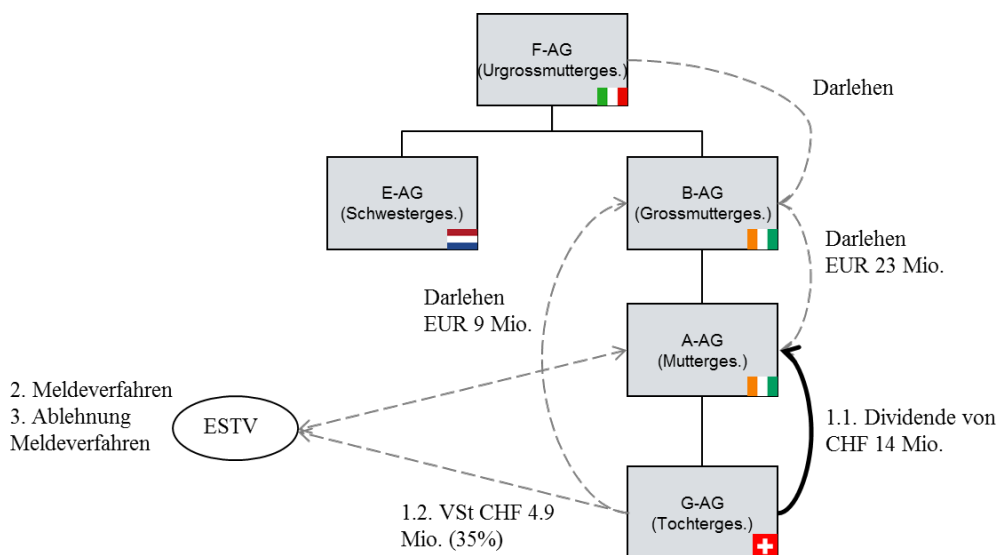 F-AG
(Urgrossmutterges.)
Darlehen
E-AG
(Schwesterges.)
B-AG
(Grossmutterges.)
Darlehen
EUR 23 Mio.
Darlehen
EUR 9 Mio.
A-AG
(Mutterges.)
2. Meldeverfahren
3. Ablehnung
Meldeverfahren
ESTV
1.1. Dividende von
CHF 14 Mio.
G-AG
(Tochterges.)
1.2. VSt CHF 4.9
Mio. (35%)